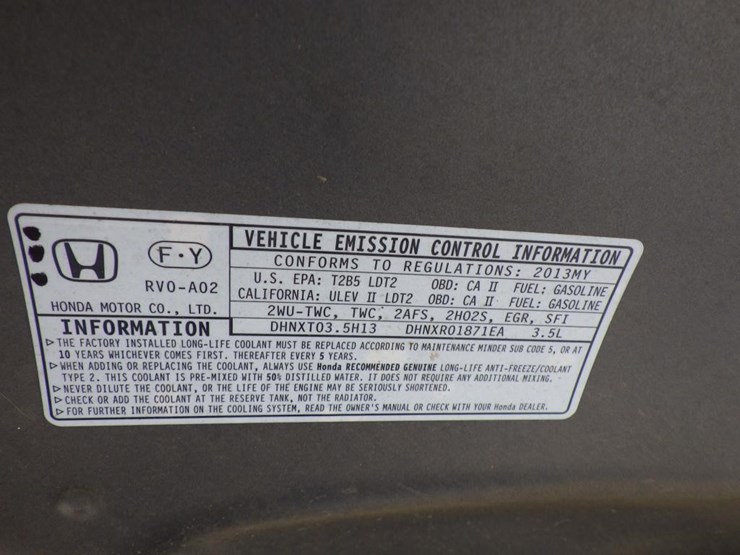 F·Y
RV0-A02
HONDA MOTOR CO., LTD.
VEHICLE EMISSION CONTROL INFORMATION
CONFORMS TO REGULATIONS: 2013MY
U.S. EPA: T2B5 LDT2 OBD: CA II FUEL: GASOLINE
CALIFORNIA: ULEV II LDT2 OBD: CA II FUEL: GASOLINE
2WU-TWC, TWC, 2AFS, 2HO2S, EGR, SFI
DHNXT03.5H13 DHNXR01871EA 3.5L
INFORMATION
▷ THE FACTORY INSTALLED LONG-LIFE COOLANT MUST BE REPLACED ACCORDING TO MAINTENANCE MINDER SUB CODE 5, OR AT
10 YEARS WHICHEVER COMES FIRST. THEREAFTER EVERY 5 YEARS.
▷ WHEN ADDING OR REPLACING THE COOLANT, ALWAYS USE Honda RECOMMENDED GENUINE LONG-LIFE ANTI-FREEZE/COOLANT
TYPE 2. THIS COOLANT IS PRE-MIXED WITH 50% DISTILLED WATER. IT DOES NOT REQUIRE ANY ADDITIONAL MIXING.
▷ NEVER DILUTE THE COOLANT, OR THE LIFE OF THE ENGINE MAY BE SERIOUSLY SHORTENED.
▷ CHECK OR ADD THE COOLANT AT THE RESERVE TANK, NOT THE RADIATOR.
▷ FOR FURTHER INFORMATION ON THE COOLING SYSTEM, READ THE OWNER'S MANUAL OR CHECK WITH YOUR Honda DEALER.